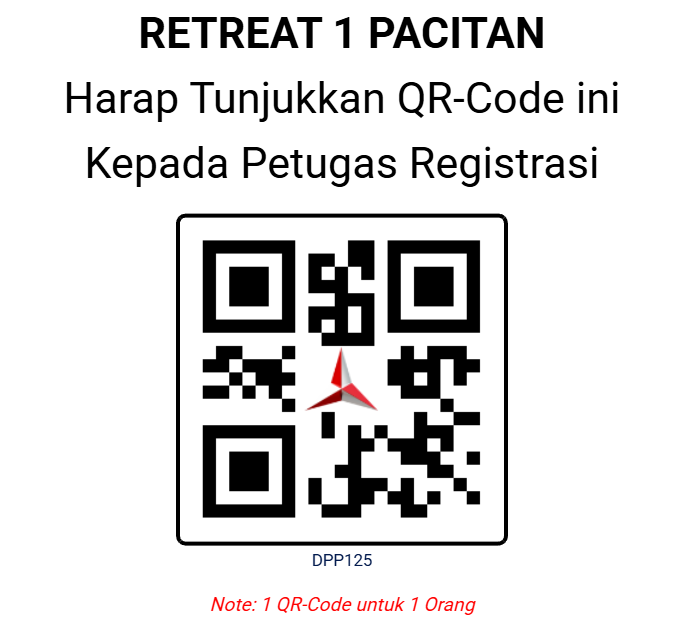 RETREAT 1 PACITAN
Harap Tunjukkan QR-Code ini
Kepada Petugas Registrasi
DPP125
Note: 1 QR-Code untuk 1 Orang